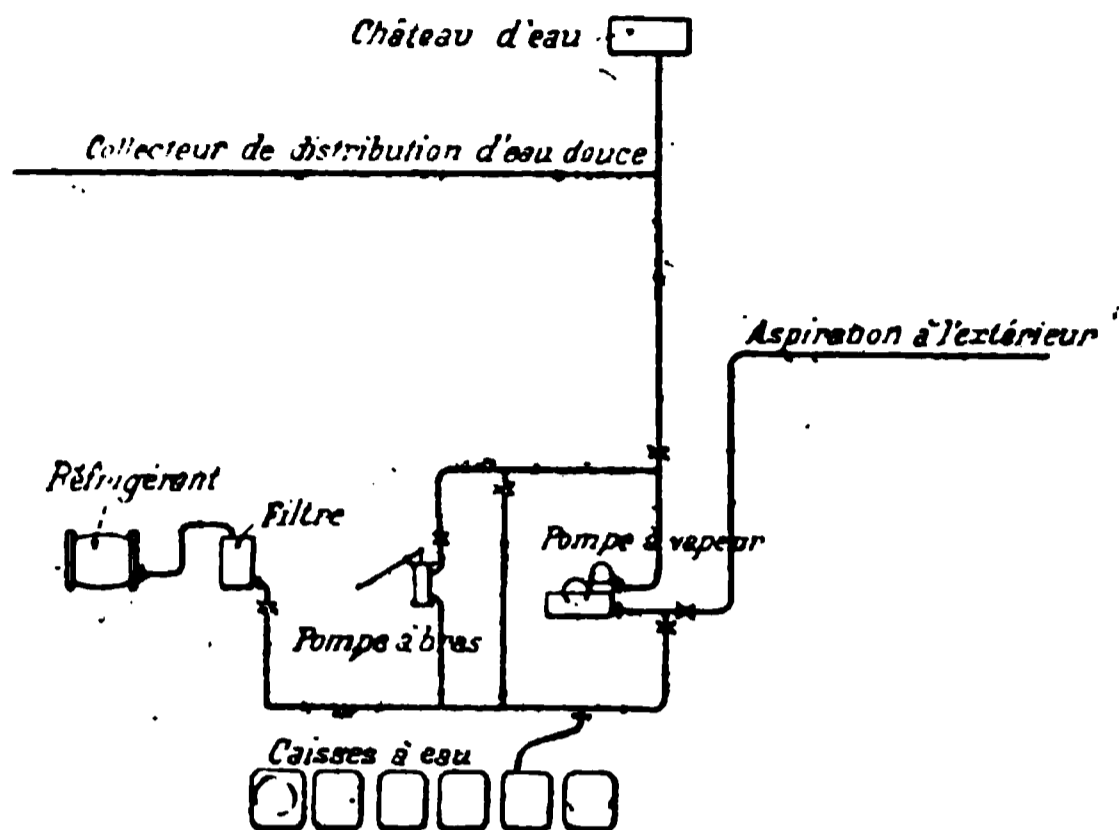 Château d'eau
Collecteur de distribution d'eau douce
Aspiration à l'extérieur
Réfrigérant
Filtre
Pompe à vapeur
Pompe à bras
Caisses à eau